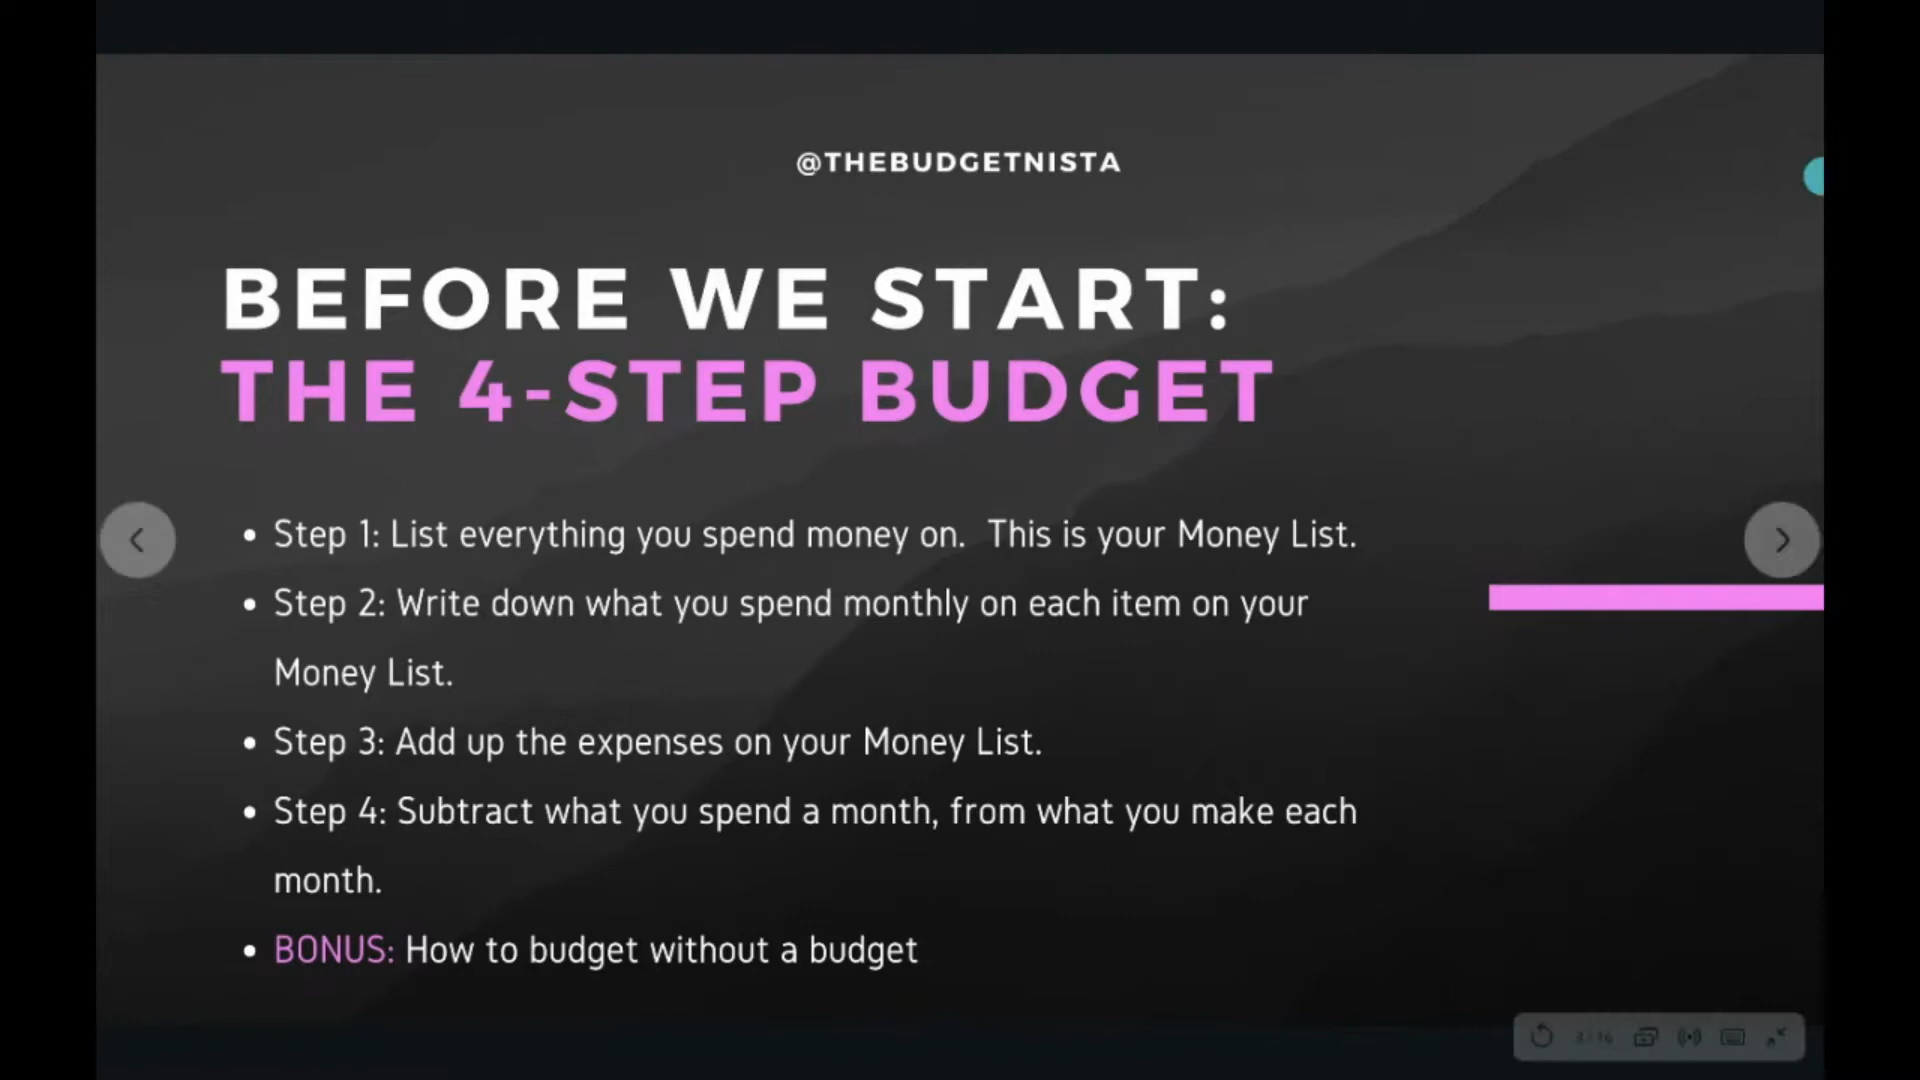 @THEBUDGETNISTA
BEFORE WE START:
THE 4-STEP BUDGET
• Step 1: List everything you spend money on.  This is your Money List.
• Step 2: Write down what you spend monthly on each item on your
Money List.
• Step 3: Add up the expenses on your Money List.
• Step 4: Subtract what you spend a month, from what you make each
month.
• BONUS: How to budget without a budget